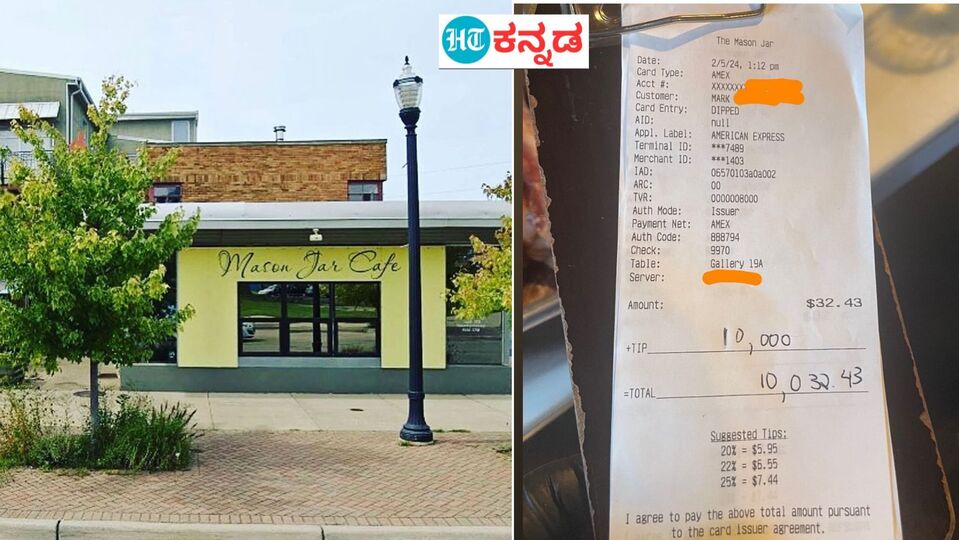 HT ಕನ್ನಡ
Mason Jar Cafe
The Mason Jar
Date: 2/5/24, 1:12 pm
Card Type: AMEX
Acct #: XXXXXXX
Customer: MARK
Card Entry: DIPPED
AID: null
Appl. Label: AMERICAN EXPRESS
Terminal ID: ***7489
Merchant ID: ***1403
IAD: 06570103a0a002
ARC: 00
TVR: 0000008000
Auth Mode: Issuer
Payment Net: AMEX
Auth Code: 888794
Check: 9970
Table: Gallery 19A
Server:
Amount: $32.43
+TIP 10,000
=TOTAL 10,032.43
Suggested Tips:
20% = $5.95
22% = $6.55
25% = $7.44
I agree to pay the above total amount pursuant
to the card issuer agreement.